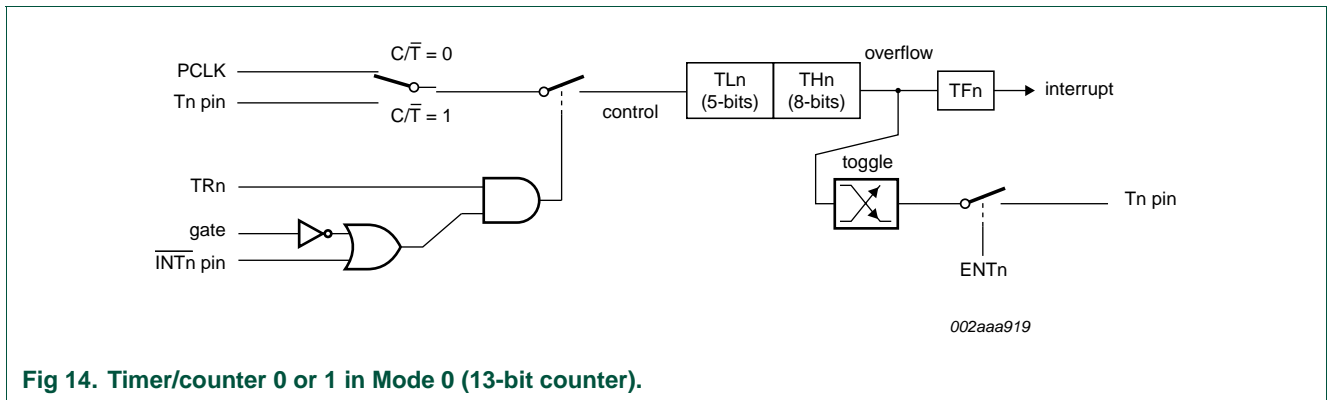 C/T̅ = 0
PCLK
Tn pin
C/T̅ = 1
control
TLn
(5-bits)
THn
(8-bits)
overflow
TFn
interrupt
toggle
Tn pin
ENTn
TRn
gate
I̅N̅T̅n̅ pin
002aaa919
Fig 14. Timer/counter 0 or 1 in Mode 0 (13-bit counter).